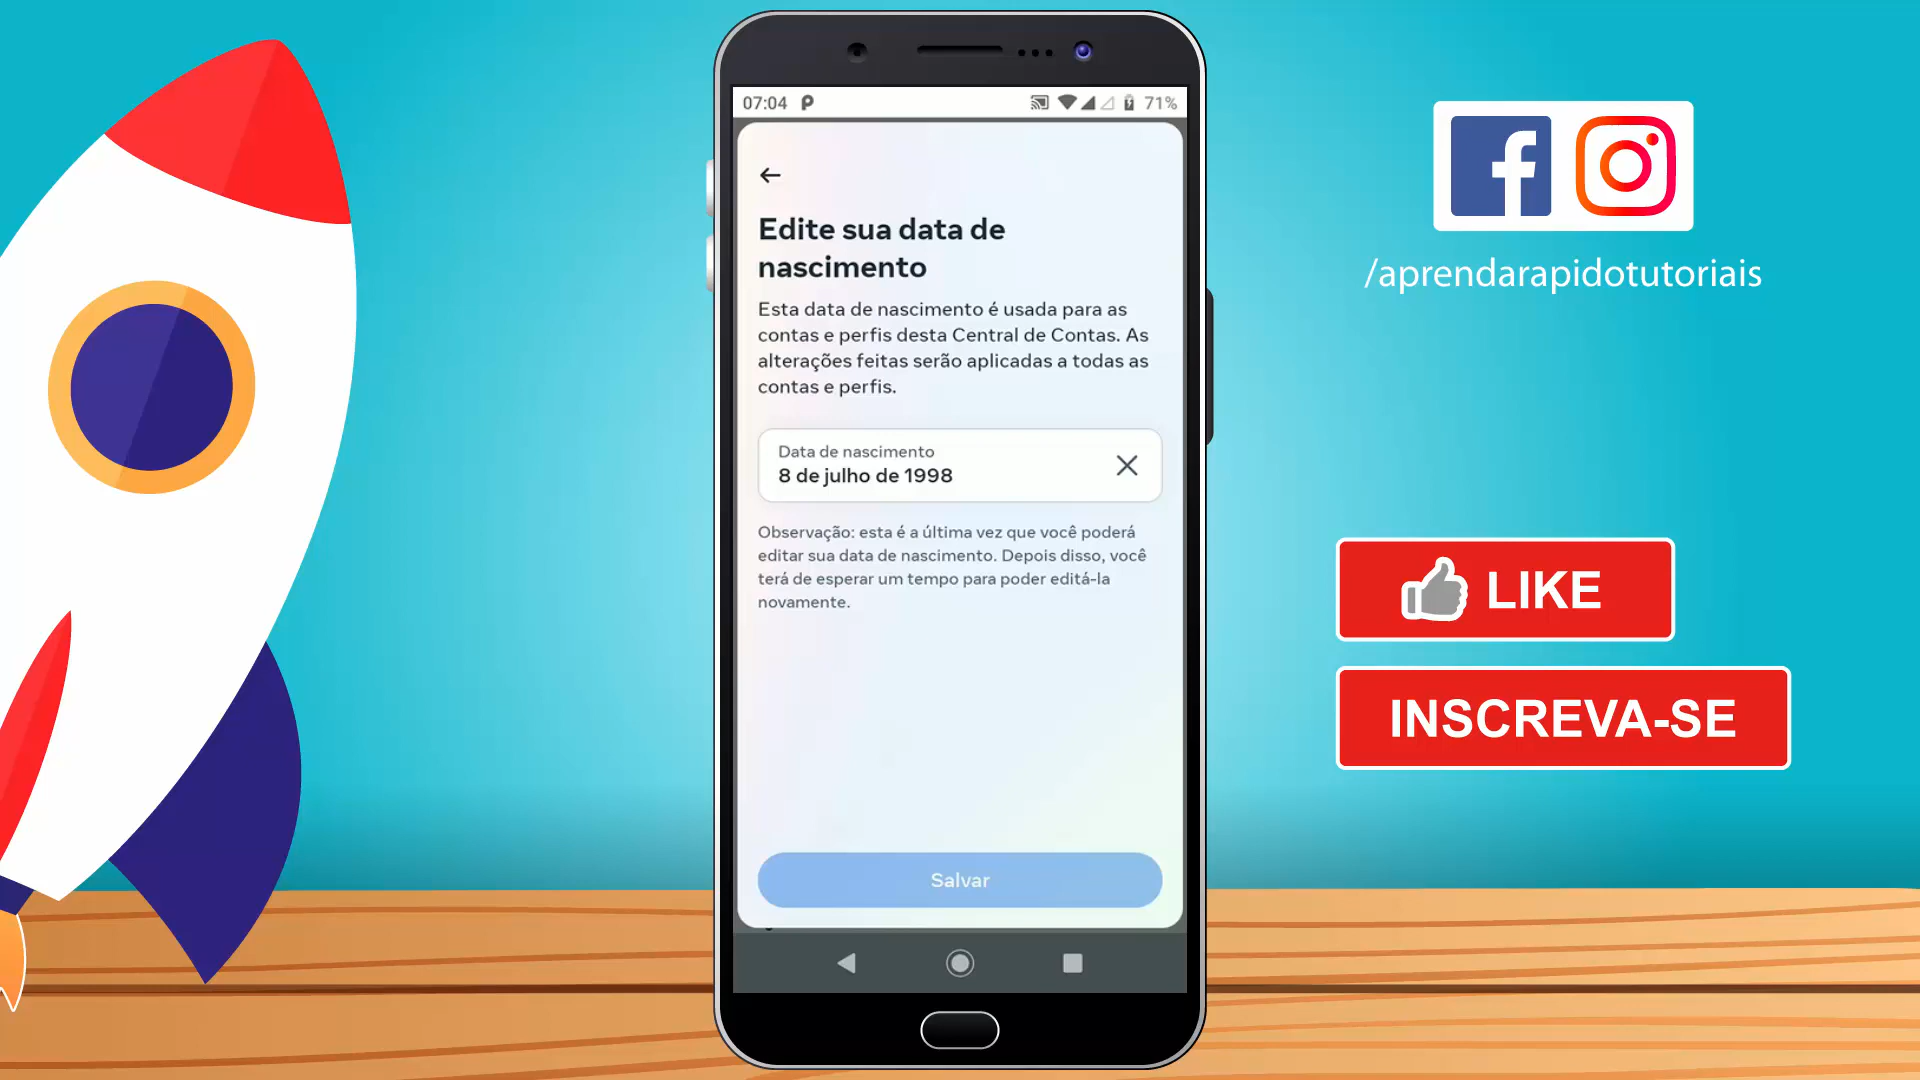 07:04
71%
Edite sua data de
nascimento
Esta data de nascimento é usada para as
contas e perfis desta Central de Contas. As
alterações feitas serão aplicadas a todas as
contas e perfis.
Data de nascimento
8 de julho de 1998
Observação: esta é a última vez que você poderá
editar sua data de nascimento. Depois disso, você
terá de esperar um tempo para poder editá-la
novamente.
Salvar
/aprendarapidotutoriais
LIKE
INSCREVA-SE